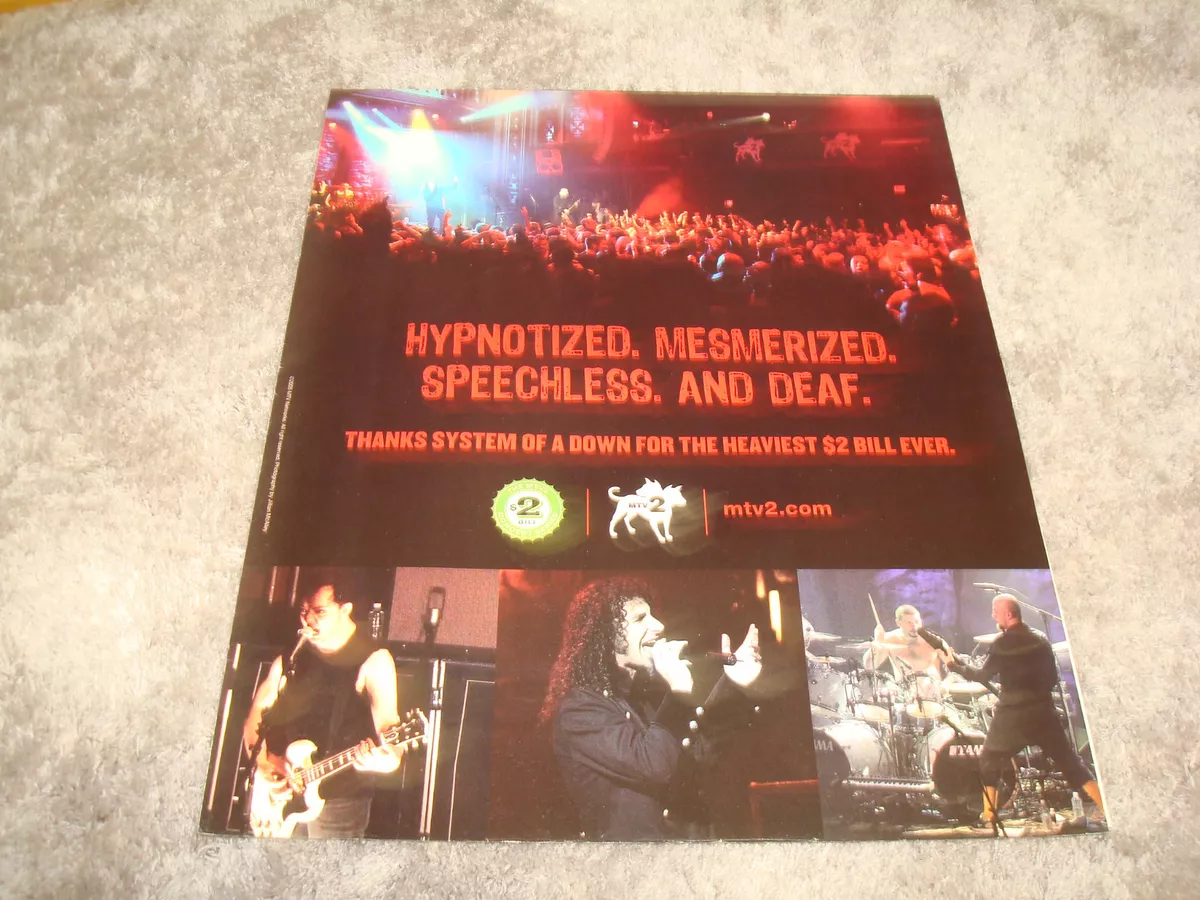 HYPNOTIZED. MESMERIZED.
SPEECHLESS. AND DEAF.
THANKS SYSTEM OF A DOWN FOR THE HEAVIEST $2 BILL EVER.
$2
BILL
MTV2
mtv2.com
TAMA